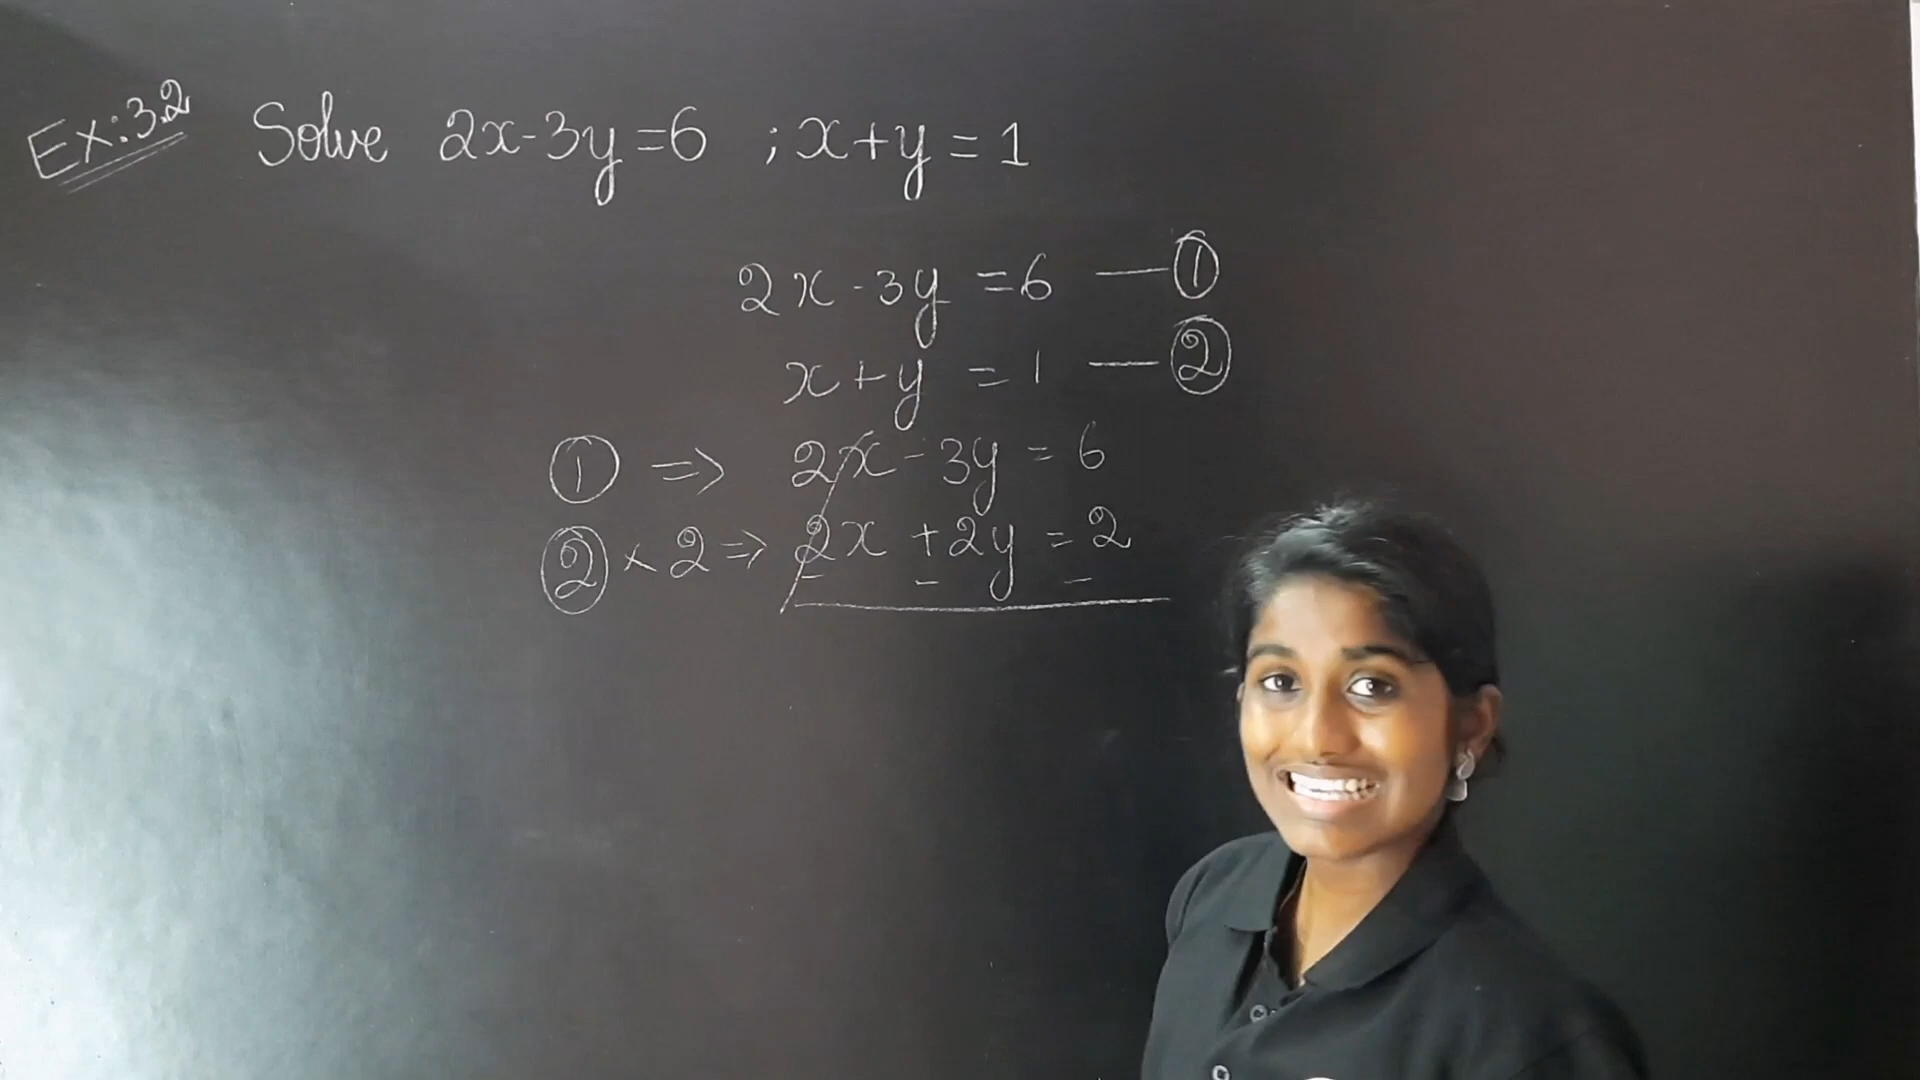 Ex: 3.2 Solve 2x-3y=6 ; x+y=1
2x-3y=6 — ①
x+y=1 — ②
① => 2x-3y=6
② × 2 => 2x+2y=2
- - -